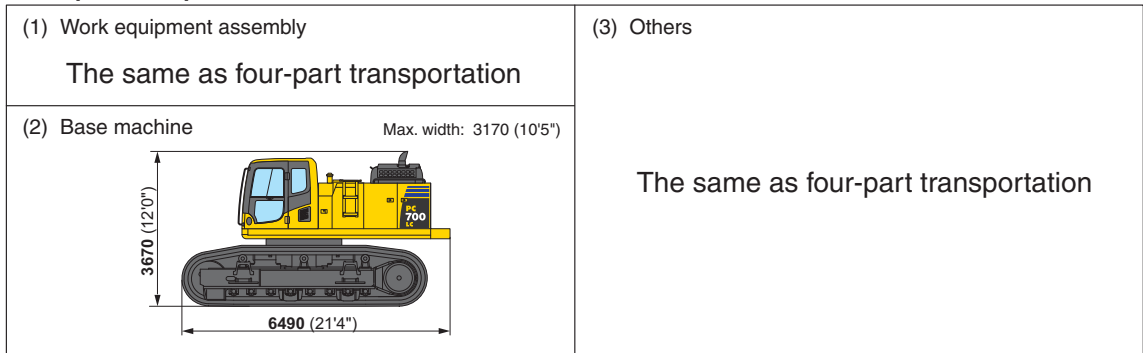 (1) Work equipment assembly
The same as four-part transportation
(2) Base machine
Max. width: 3170 (10'5")
3670 (12'0")
PC
700
LC
6490 (21'4")
(3) Others
The same as four-part transportation